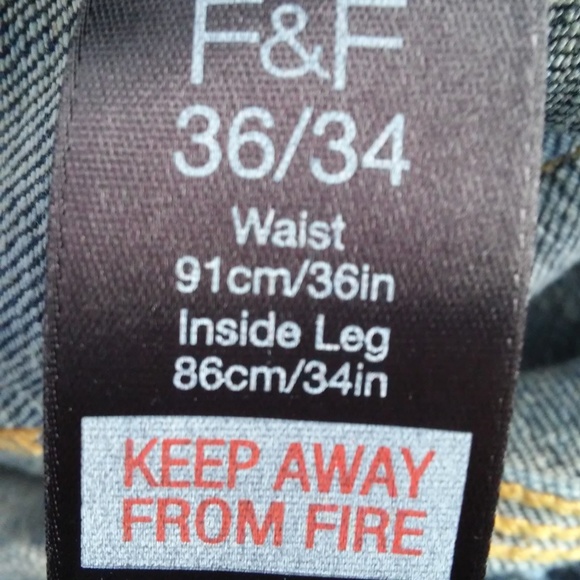 F&F
36/34
Waist
91cm/36in
Inside Leg
86cm/34in
KEEP AWAY
FROM FIRE